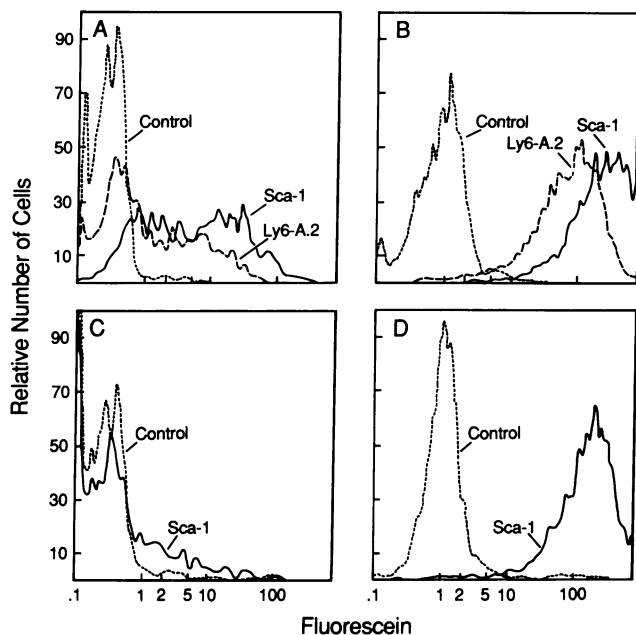 Relative Number of Cells
A
90
70
50
30
10
Control
Sca-1
Ly6-A.2
B
Control
Ly6-A.2
Sca-1
C
90
70
50
30
10
Control
Sca-1
.1 1 2 5 10 100
D
Control
Sca-1
.1 1 2 5 10 100
Fluorescein